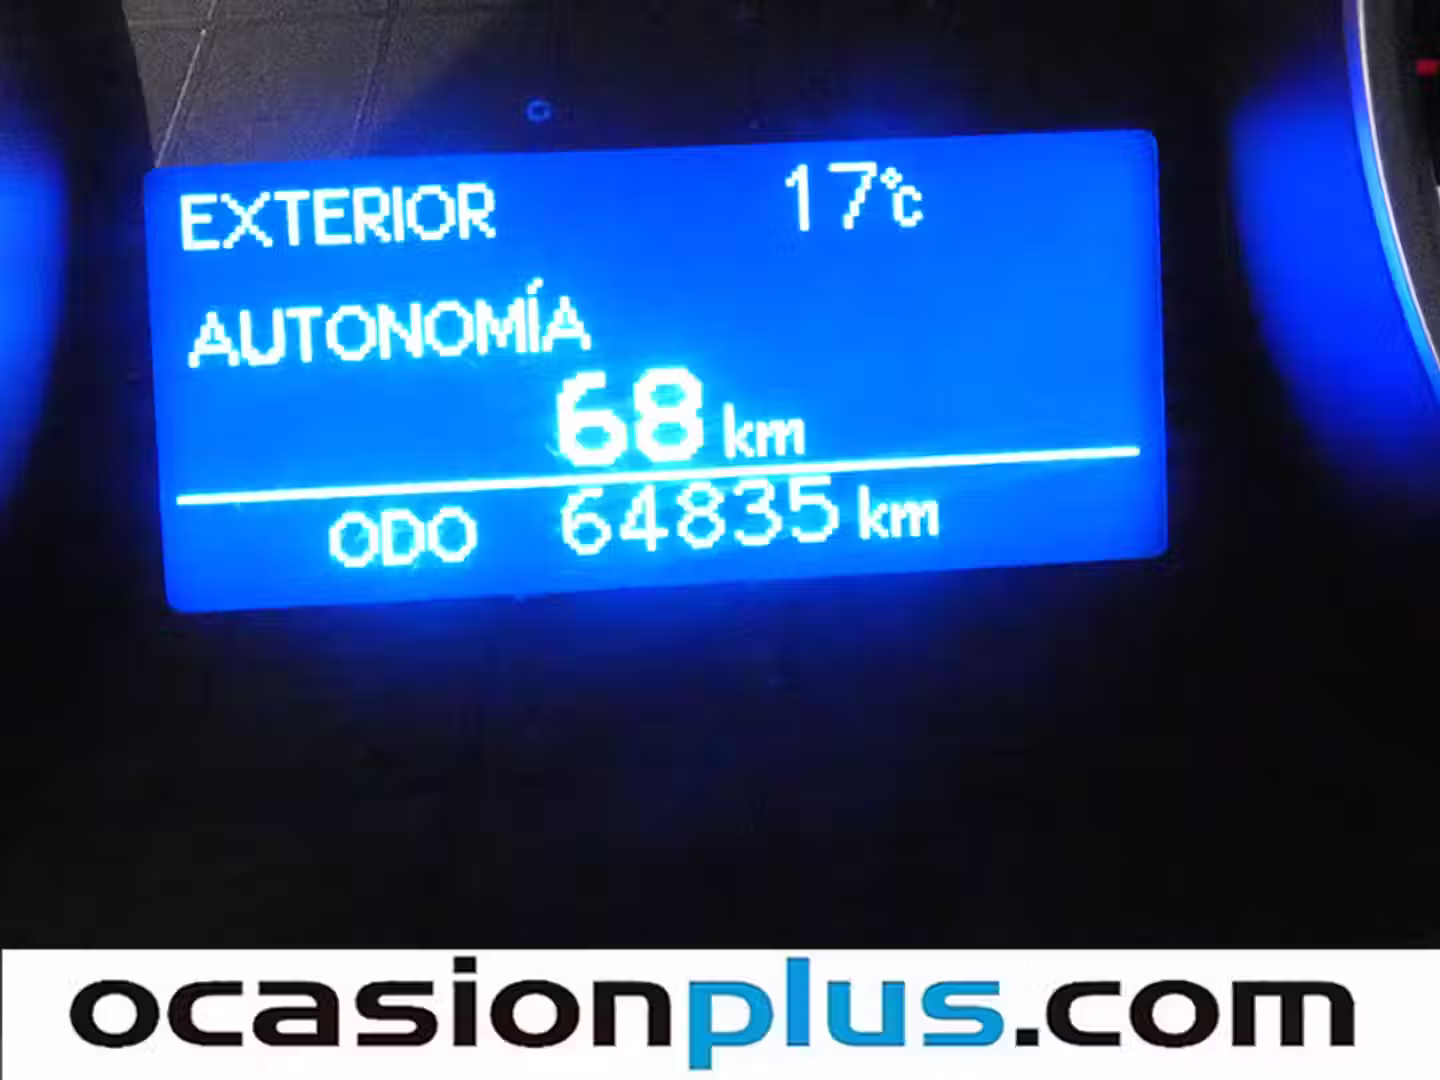 EXTERIOR 17°C
AUTONOMÍA
68 km
ODO 64835 km
ocasionplus.com